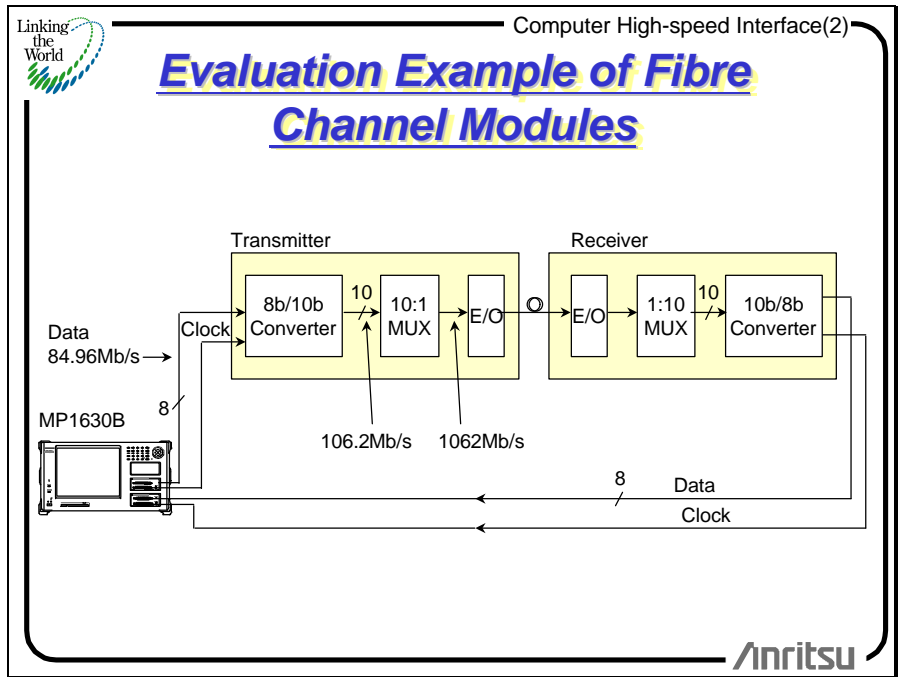 Linking
the
World
Computer High-speed Interface(2)
Evaluation Example of Fibre
Channel Modules
Transmitter
Receiver
8b/10b
Converter
10
10:1
MUX
E/O
E/O
1:10
MUX
10
10b/8b
Converter
Data
84.96Mb/s
Clock
8
MP1630B
106.2Mb/s
1062Mb/s
8
Data
Clock
Anritsu